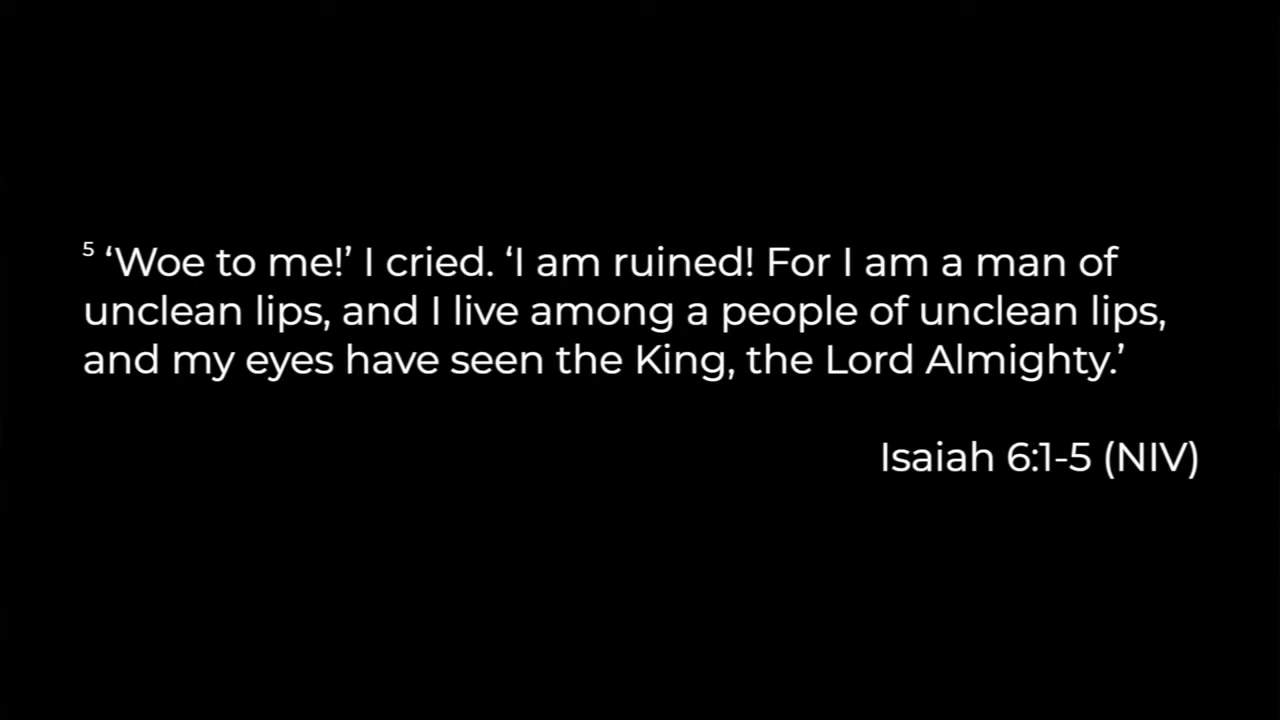 ⁵ ‘Woe to me!’ I cried. ‘I am ruined! For I am a man of
unclean lips, and I live among a people of unclean lips,
and my eyes have seen the King, the Lord Almighty.’
Isaiah 6:1-5 (NIV)